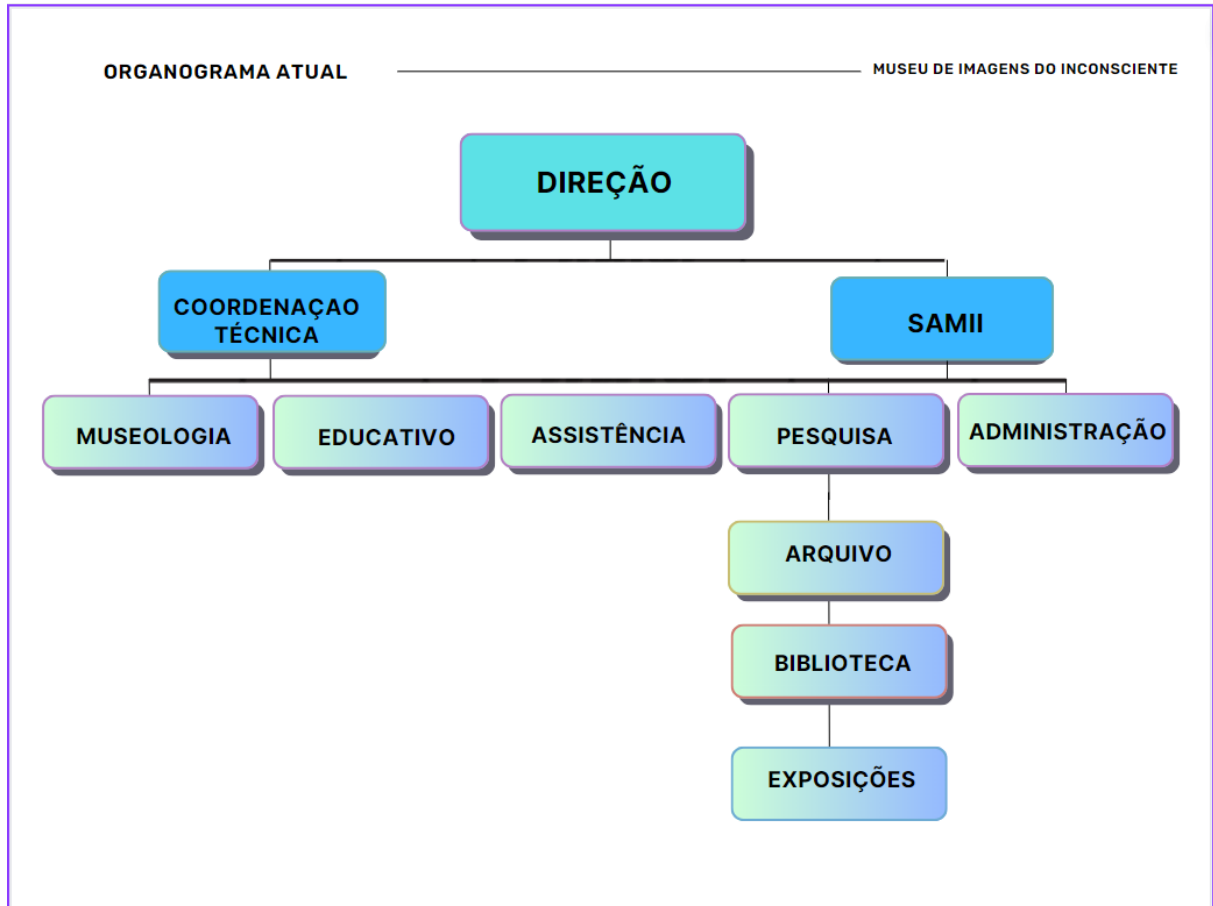 ORGANOGRAMA ATUAL
MUSEU DE IMAGENS DO INCONSCIENTE
DIREÇÃO
COORDENAÇAO
TÉCNICA
SAMII
MUSEOLOGIA
EDUCATIVO
ASSISTÊNCIA
PESQUISA
ADMINISTRAÇÃO
ARQUIVO
BIBLIOTECA
EXPOSIÇÕES